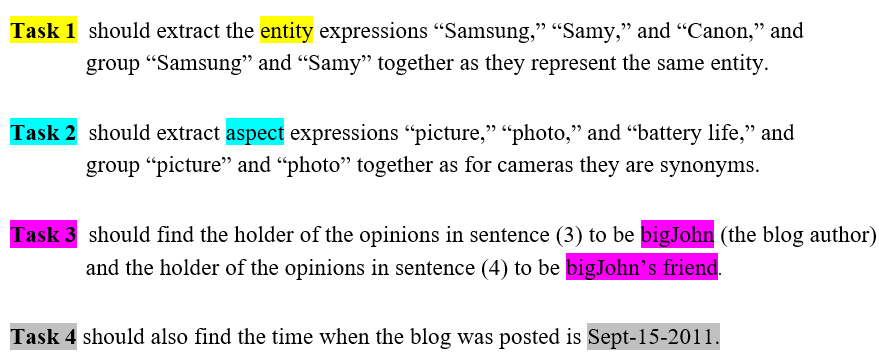 Task 1 should extract the entity expressions “Samsung,” “Samy,” and “Canon,” and
group “Samsung” and “Samy” together as they represent the same entity.
Task 2 should extract aspect expressions “picture,” “photo,” and “battery life,” and
group “picture” and “photo” together as for cameras they are synonyms.
Task 3 should find the holder of the opinions in sentence (3) to be bigJohn (the blog author)
and the holder of the opinions in sentence (4) to be bigJohn’s friend.
Task 4 should also find the time when the blog was posted is Sept-15-2011.